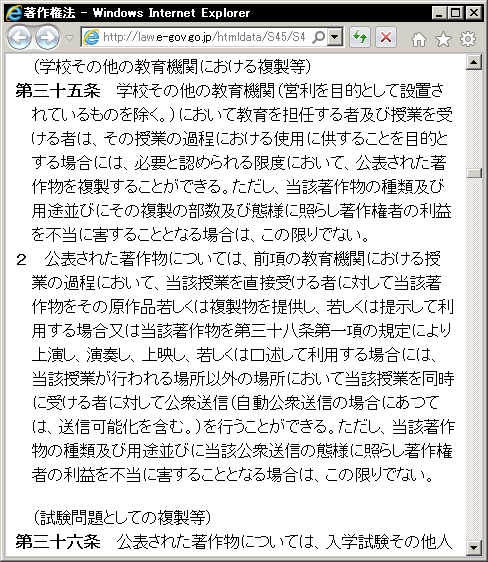 著作権法 - Windows Internet Explorer
http://law.e-gov.go.jp/htmldata/S45/S4
（学校その他の教育機関における複製等）
第三十五条　学校その他の教育機関（営利を目的として設置さ
れているものを除く。）において教育を担任する者及び授業を受
ける者は、その授業の過程における使用に供することを目的と
する場合には、必要と認められる限度において、公表された著
作物を複製することができる。ただし、当該著作物の種類及び
用途並びにその複製の部数及び態様に照らし著作権者の利益
を不当に害することとなる場合は、この限りでない。
２　公表された著作物については、前項の教育機関における授
業の過程において、当該授業を直接受ける者に対して当該著
作物をその原作品若しくは複製物を提供し、若しくは提示して利
用する場合又は当該著作物を第三十八条第一項の規定により
上演し、演奏し、上映し、若しくは口述して利用する場合には、
当該授業が行われる場所以外の場所において当該授業を同時
に受ける者に対して公衆送信（自動公衆送信の場合にあつて
は、送信可能化を含む。）を行うことができる。ただし、当該著作
物の種類及び用途並びに当該公衆送信の態様に照らし著作権
者の利益を不当に害することとなる場合は、この限りでない。
（試験問題としての複製等）
第三十六条　公表された著作物については、入学試験その他人